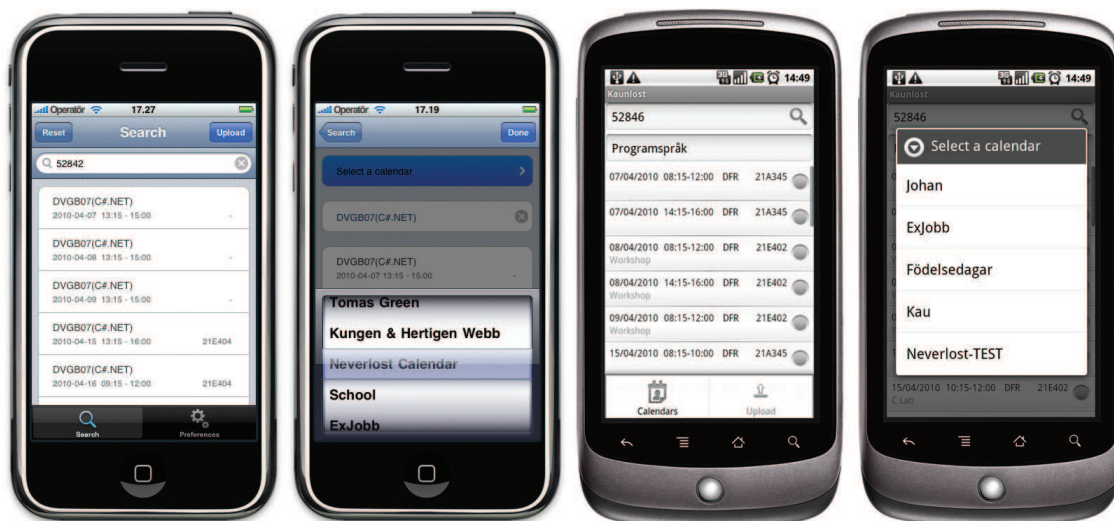 Operatör 17.27
Reset Search Upload
52842
DVGB07(C#.NET)
2010-04-07 13:15 - 15:00 -
DVGB07(C#.NET)
2010-04-08 13:15 - 15:00 -
DVGB07(C#.NET)
2010-04-09 13:15 - 15:00 -
DVGB07(C#.NET)
2010-04-15 13:15 - 16:00 21E404
DVGB07(C#.NET)
2010-04-16 09:15 - 12:00 21E404
Search Preferences
Operatör 17.19
Search Done
Select a calendar
DVGB07(C#.NET)
DVGB07(C#.NET)
2010-04-07 13:15 - 15:00 -
Tomas Green
Kungen & Hertigen Webb
Neverlost Calendar
School
ExJobb
3G 14:49
Kaunlost
52846
Programspråk
07/04/2010 08:15-12:00 DFR 21A345
07/04/2010 14:15-16:00 DFR 21A345
08/04/2010 08:15-12:00 DFR 21E402
Workshop
08/04/2010 14:15-16:00 DFR 21E402
Workshop
09/04/2010 08:15-12:00 DFR 21E402
Workshop
15/04/2010 08:15-10:00 DFR 21A345
Calendars Upload
3G 14:49
Kaunlost
52846
Select a calendar
Johan
ExJobb
Födelsedagar
Kau
Neverlost-TEST
15/04/2010 10:15-12:00 DFR 21E402
C Lab